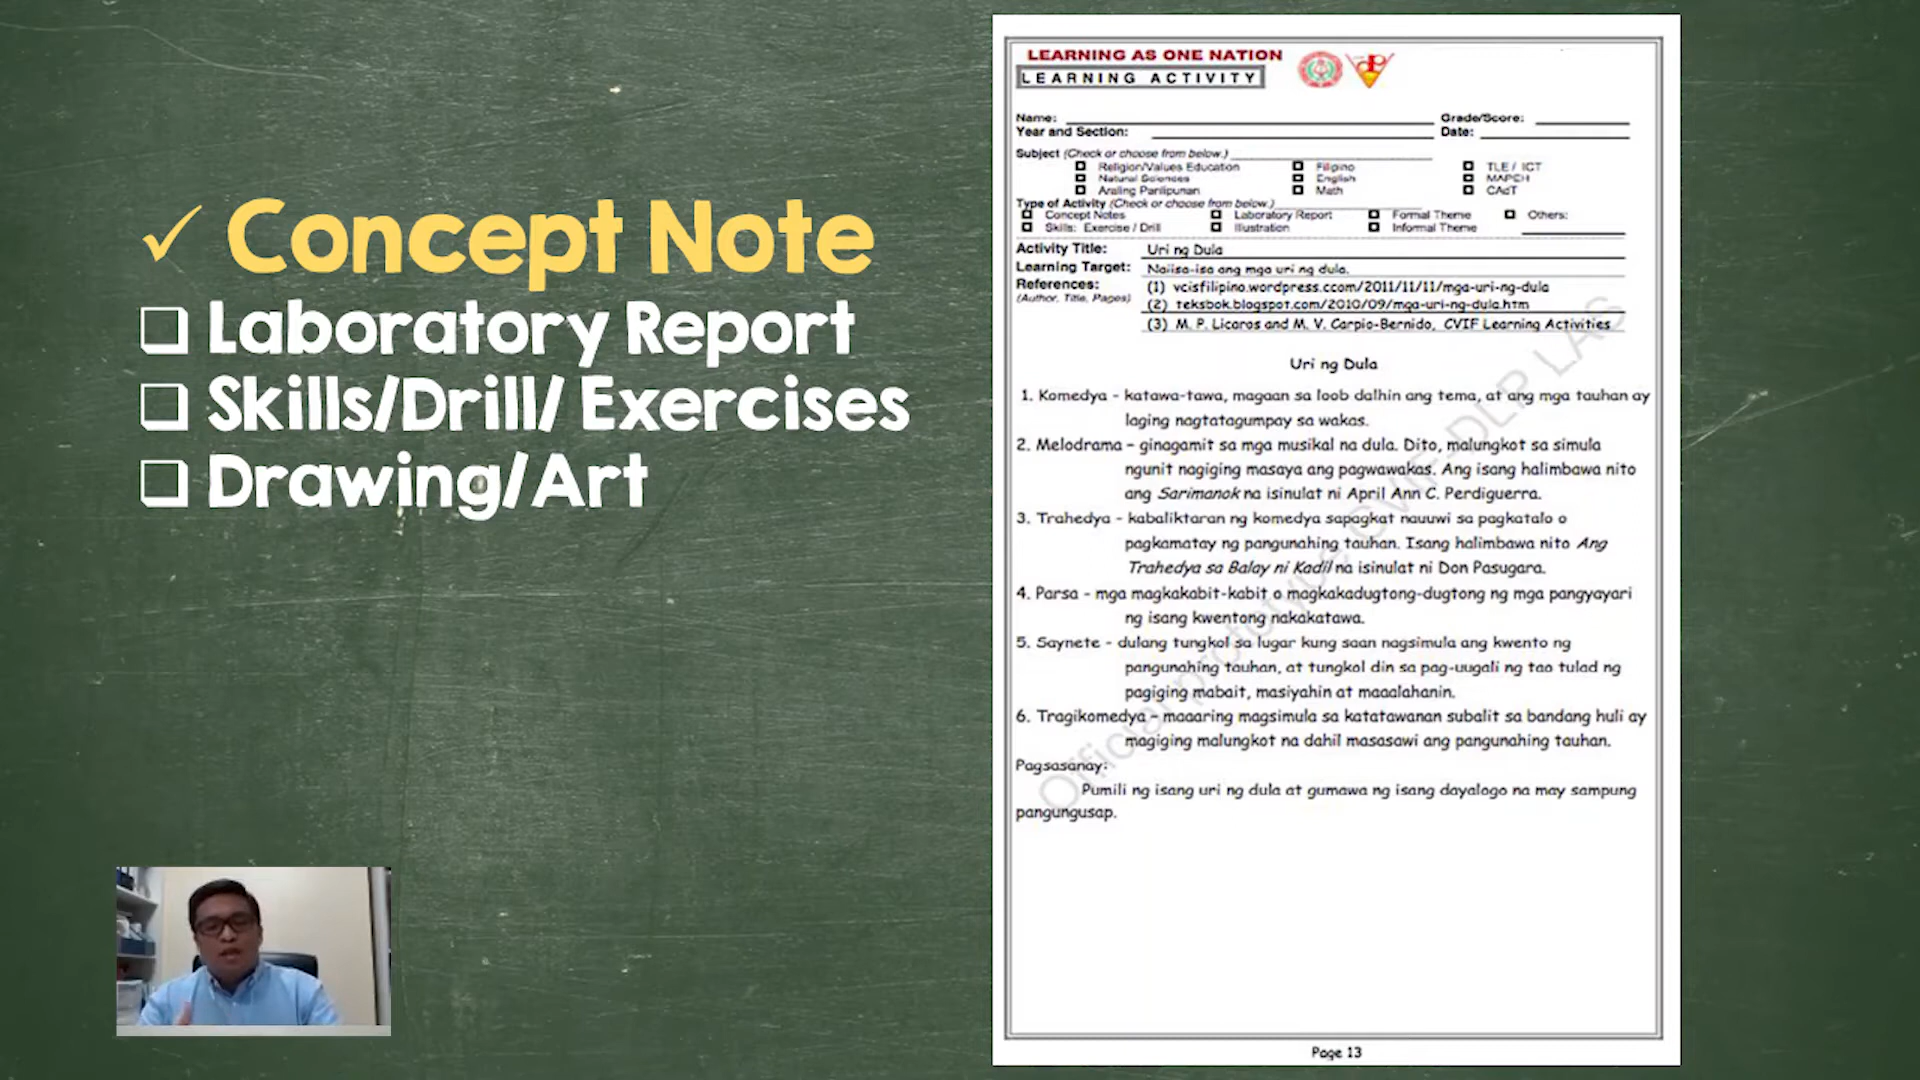 ✓ Concept Note
❑ Laboratory Report
❑ Skills/Drill/ Exercises
❑ Drawing/Art
LEARNING AS ONE NATION
LEARNING ACTIVITY
Name:
Grade/Score:
Year and Section:
Date:
Subject (Check or choose from below.)
Religion/Values Education
Filipino
TLE / ICT
Natural Sciences
English
MAPEH
Araling Panlipunan
Math
CAdT
Type of Activity (Check or choose from below.)
Concept Notes
Laboratory Report
Formal Theme
Others:
Skills: Exercise / Drill
Illustration
Informal Theme
Activity Title: Uri ng Dula
Learning Target: Naiisa-isa ang mga uri ng dula.
References: (1) vcisfilipino.wordpress.ccom/2011/11/11/mga-uri-ng-dula
(Author, Title, Pages) (2) teksbok.blogspot.com/2010/09/mga-uri-ng-dula.htm
(3) M. P. Licaros and M. V. Carpio-Bernido, CVIF Learning Activities
Uri ng Dula
1. Komedya – katawa-tawa, magaan sa loob dalhin ang tema, at ang mga tauhan ay
laging nagtatagumpay sa wakas.
2. Melodrama – ginagamit sa mga musikal na dula. Dito, malungkot sa simula
ngunit nagiging masaya ang pagwawakas. Ang isang halimbawa nito
ang Sarimanok na isinulat ni April Ann C. Perdiguerra.
3. Trahedya – kabaliktaran ng komedya sapagkat nauuwi sa pagkatalo o
pagkamatay ng pangunahing tauhan. Isang halimbawa nito Ang
Trahedya sa Balay ni Kadil na isinulat ni Don Pasugara.
4. Parsa – mga magkakabit-kabit o magkakadugtong-dugtong ng mga pangyayari
ng isang kwentong nakakatawa.
5. Saynete – dulang tungkol sa lugar kung saan nagsimula ang kwento ng
pangunahing tauhan, at tungkol din sa pag-uugali ng tao tulad ng
pagiging mabait, masiyahin at maaalahanin.
6. Tragikomedya – maaaring magsimula sa katatawanan subalit sa bandang huli ay
magiging malungkot na dahil masasawi ang pangunahing tauhan.
Pagsasanay:
Pumili ng isang uri ng dula at gumawa ng isang dayalogo na may sampung
pangungusap.
Official prototype CVIF-DLP LAS
Page 13